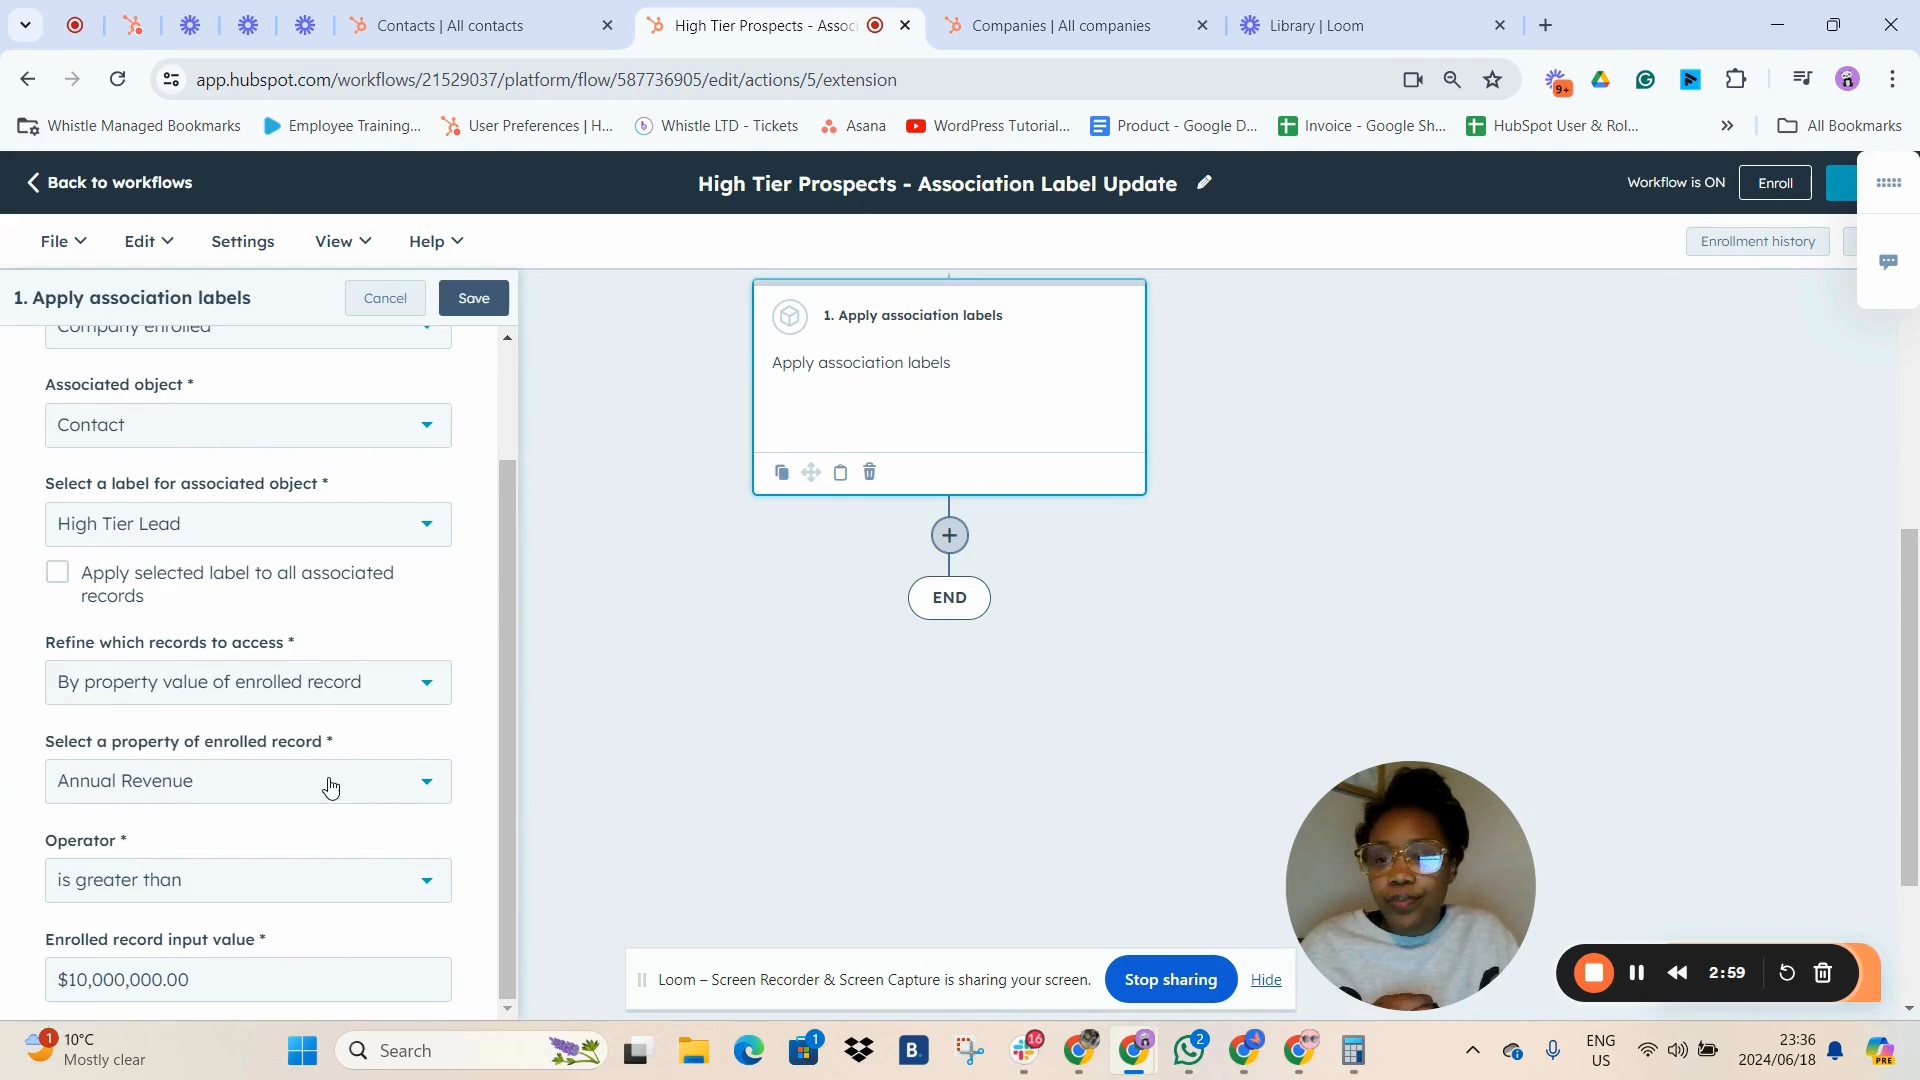 Contacts | All contacts
High Tier Prospects - Assoc
Companies | All companies
Library | Loom
app.hubspot.com/workflows/21529037/platform/flow/587736905/edit/actions/5/extension
9+
Whistle Managed Bookmarks
Employee Training...
User Preferences | H...
Whistle LTD - Tickets
Asana
WordPress Tutorial...
Product - Google D...
Invoice - Google Sh...
HubSpot User & Rol...
All Bookmarks
Back to workflows
High Tier Prospects - Association Label Update
Workflow is ON
Enroll
File
Edit
Settings
View
Help
Enrollment history
1. Apply association labels
Cancel
Save
Company enrolled
Associated object *
Contact
Select a label for associated object *
High Tier Lead
Apply selected label to all associated
records
Refine which records to access *
By property value of enrolled record
Select a property of enrolled record *
Annual Revenue
Operator *
is greater than
Enrolled record input value *
$10,000,000.00
1. Apply association labels
Apply association labels
END
Loom – Screen Recorder & Screen Capture is sharing your screen.
Stop sharing
Hide
2:59
1
10°C
Mostly clear
Search
1
B.
16
2
ENG
US
23:36
2024/06/18
PRE